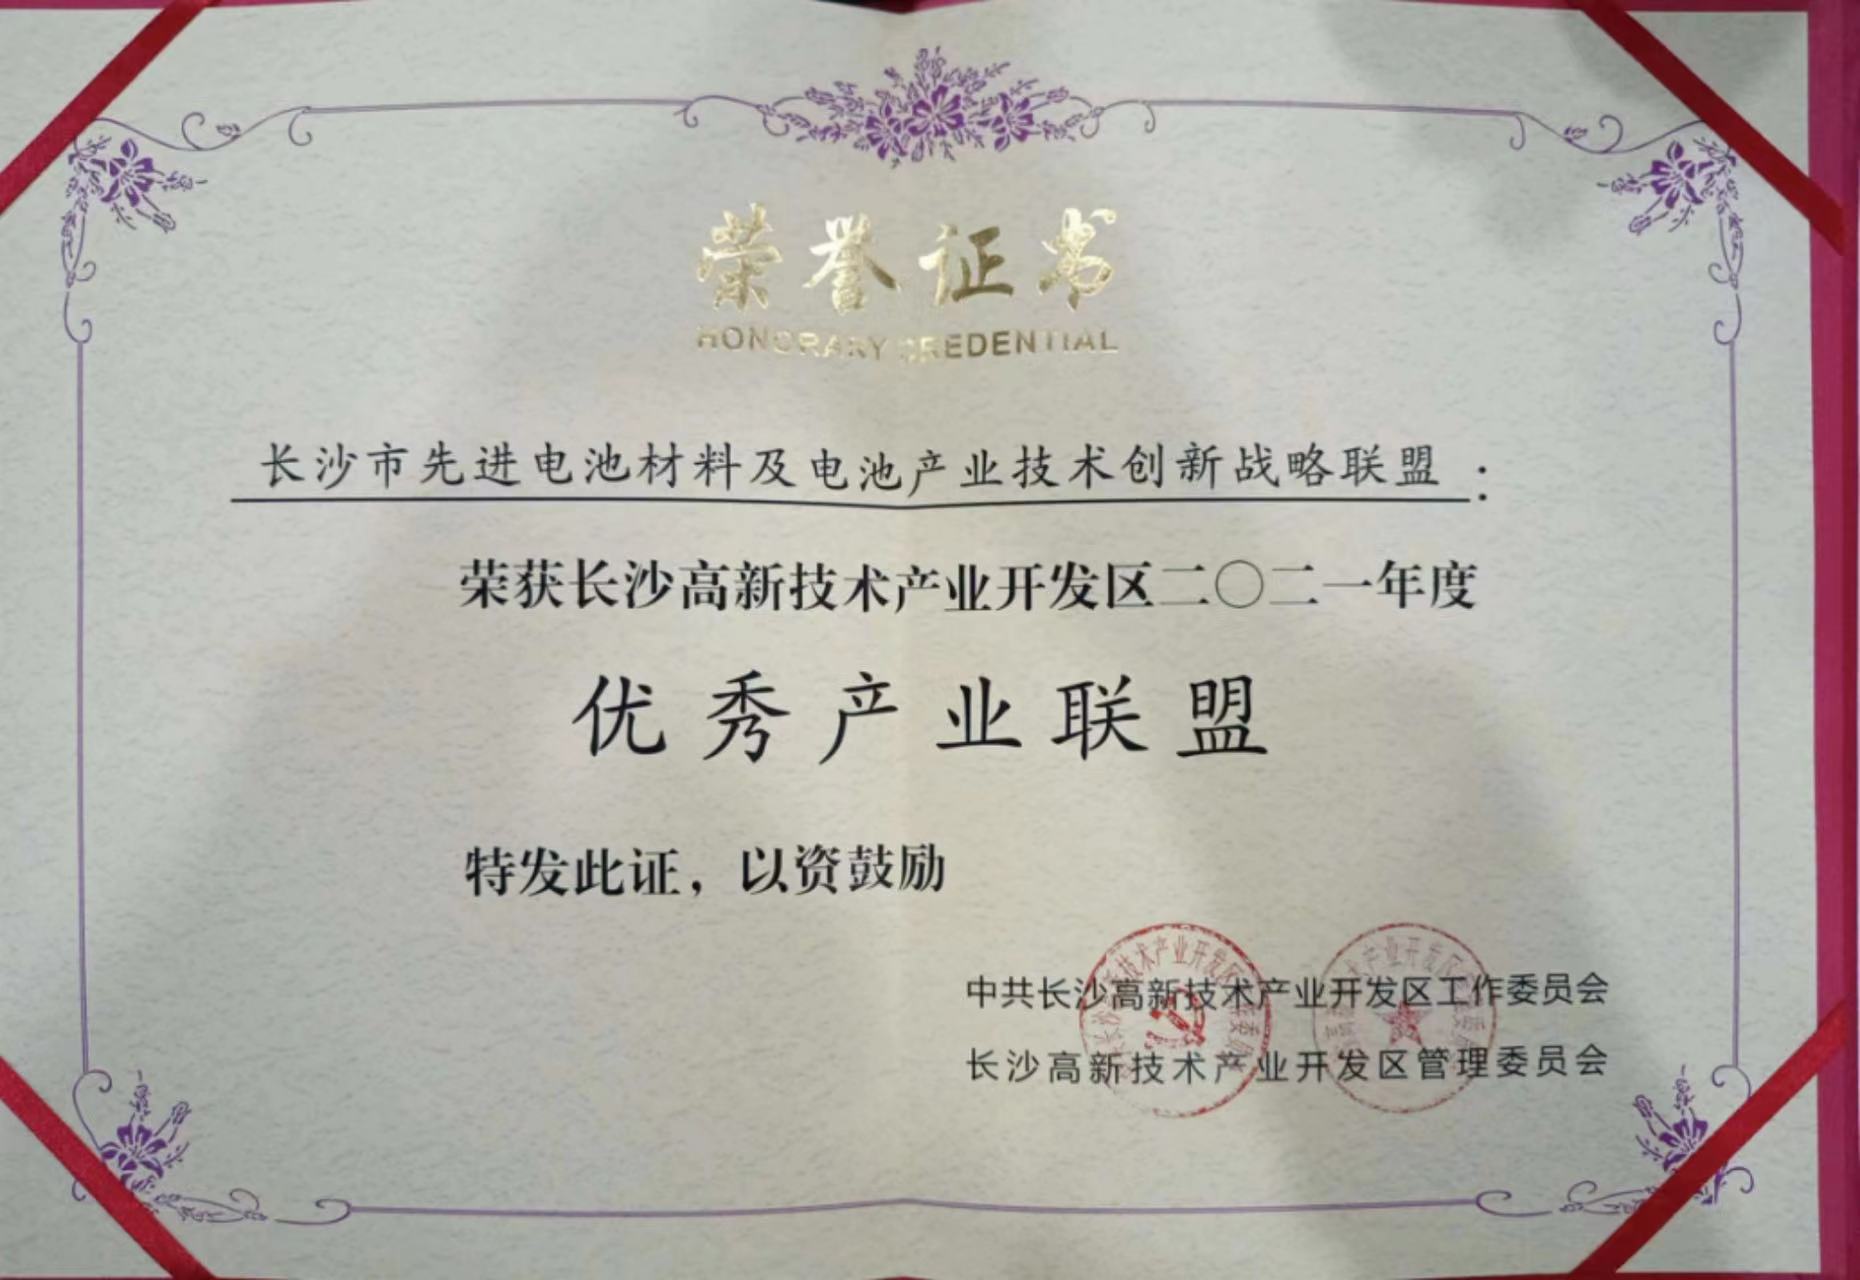 荣誉证书
HONORARY CREDENTIAL
长沙市先进电池材料及电池产业技术创新战略联盟：
荣获长沙高新技术产业开发区二〇二一年度
优秀产业联盟
特发此证，以资鼓励
中共长沙高新技术产业开发区工作委员会
长沙高新技术产业开发区管理委员会